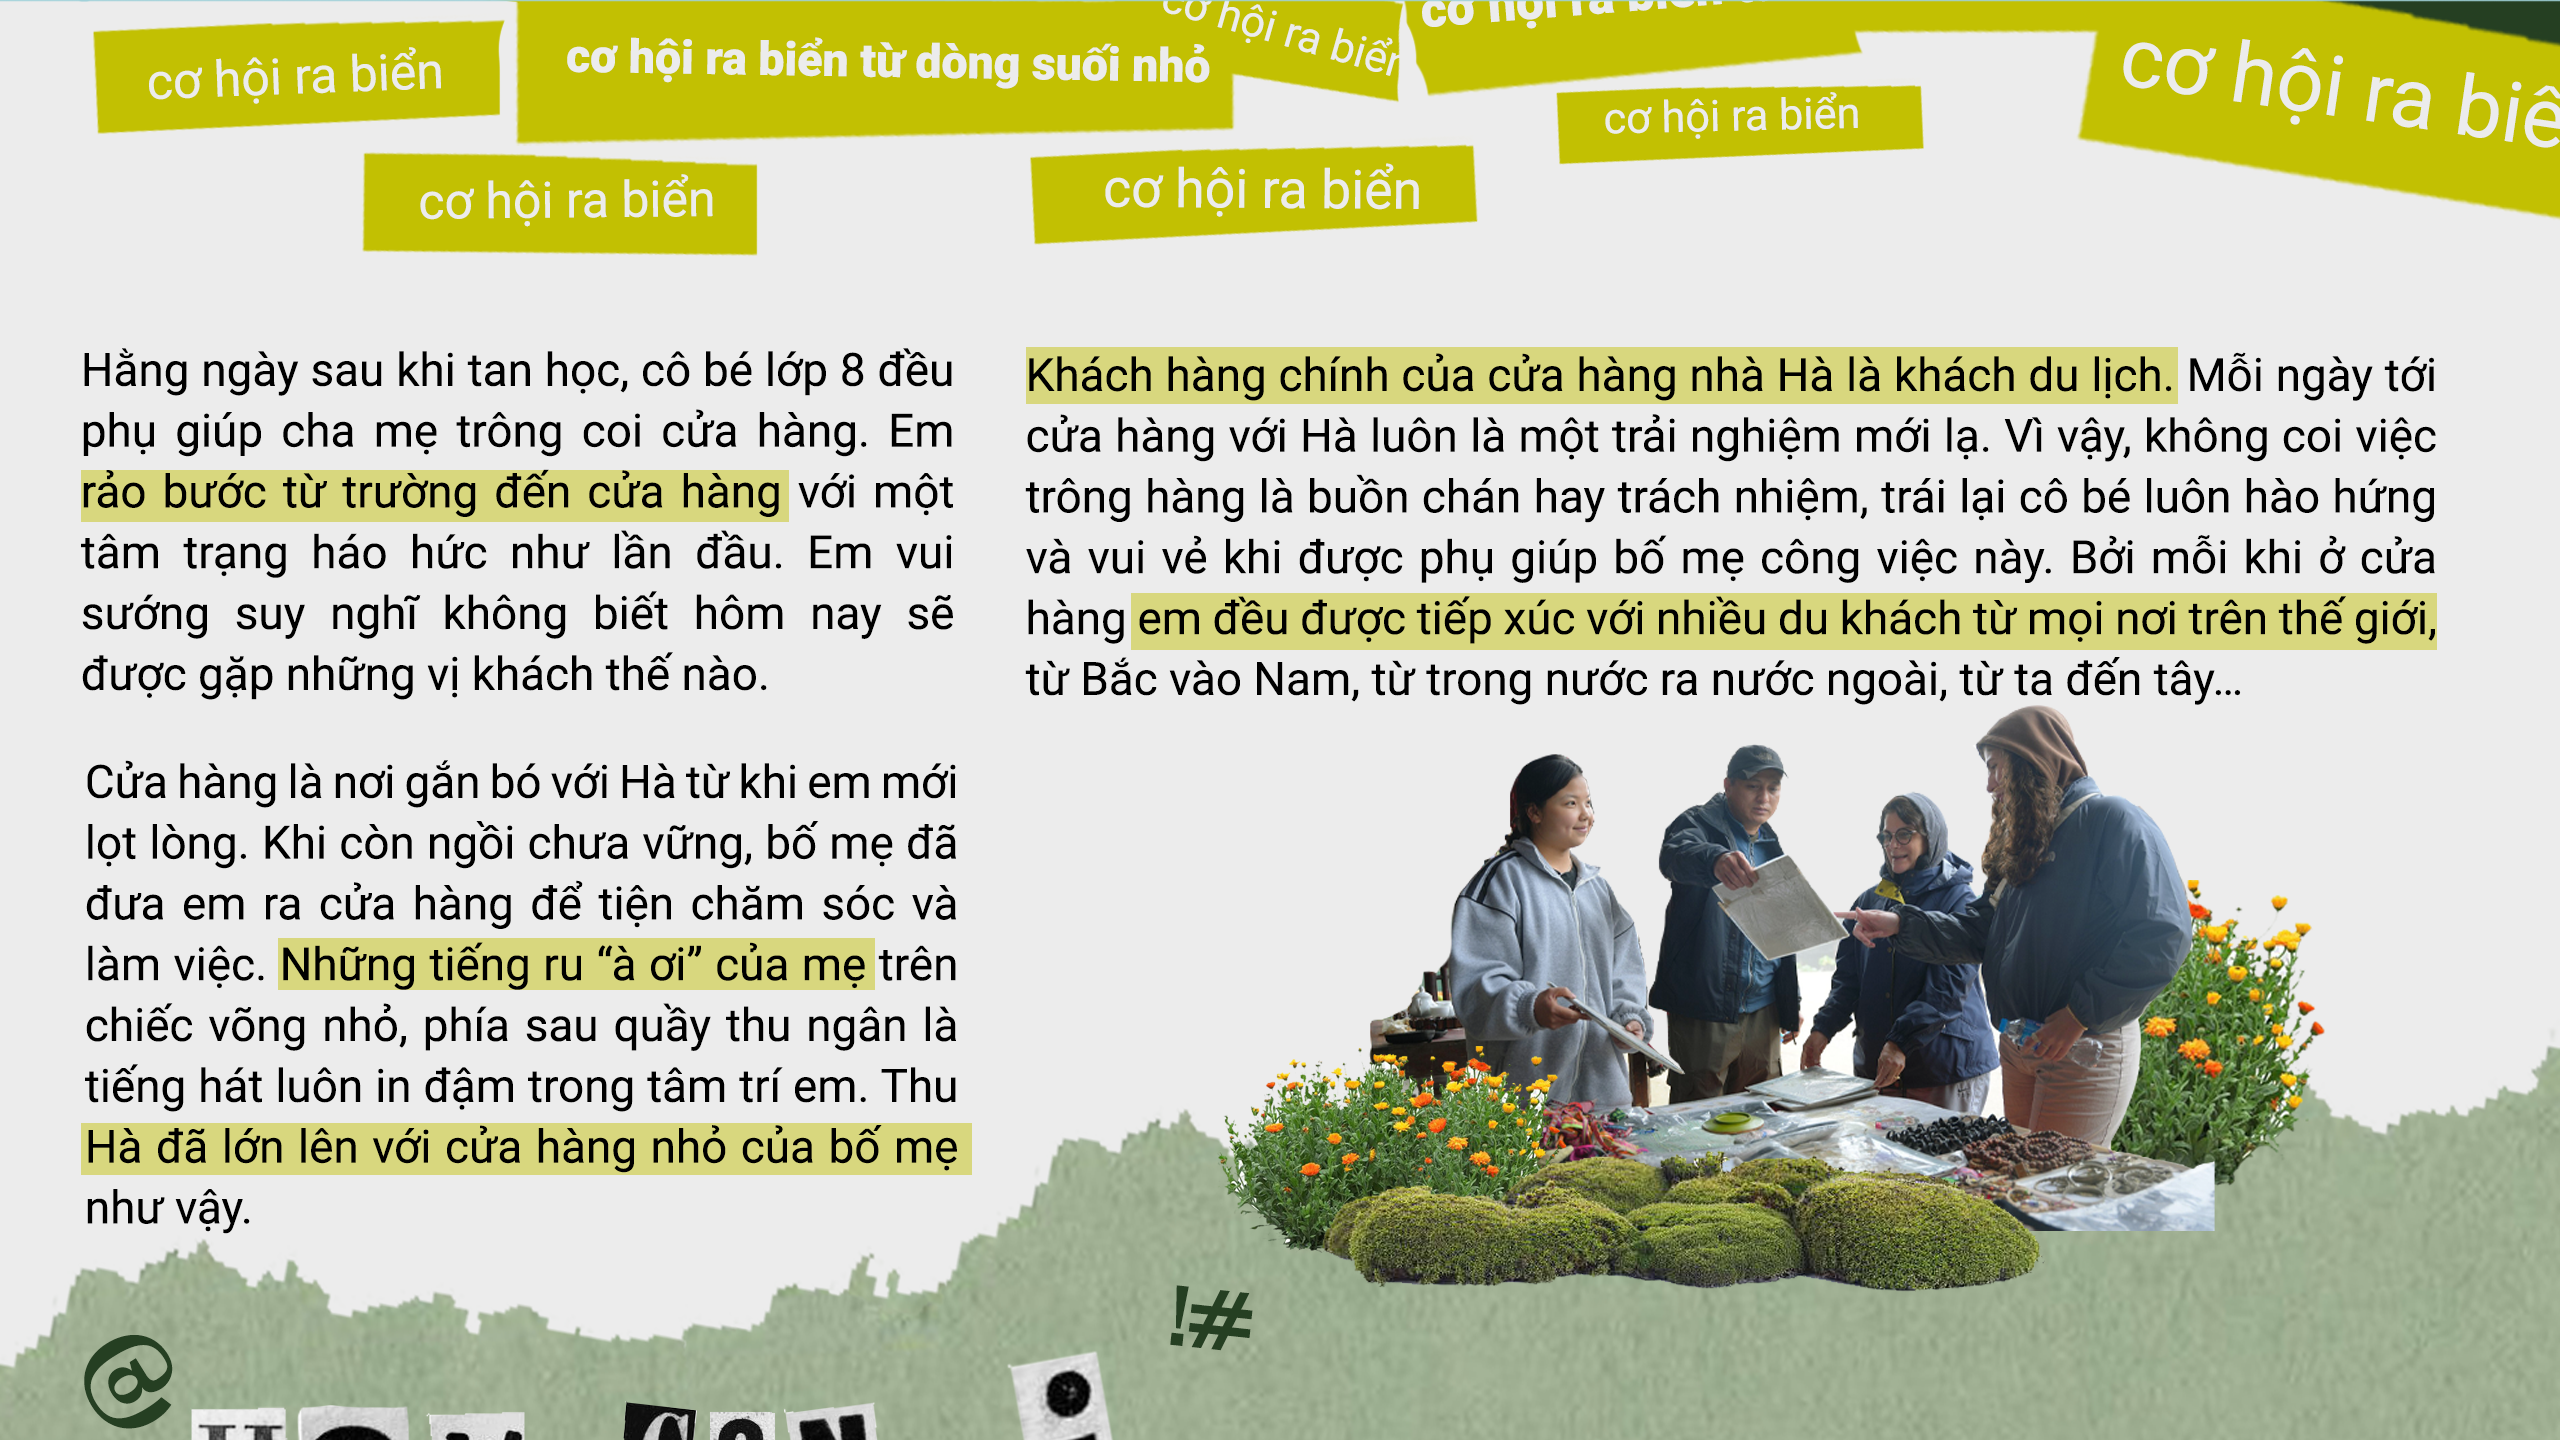 cơ hội ra biển
cơ hội ra biển từ dòng suối nhỏ
cơ hội ra biển
cơ hội ra biển
cơ hội ra
cơ hội ra biển
cơ hội ra biển
cơ hội ra biển
Hằng ngày sau khi tan học, cô bé lớp 8 đều
phụ giúp cha mẹ trông coi cửa hàng. Em
rảo bước từ trường đến cửa hàng với một
tâm trạng háo hức như lần đầu. Em vui
sướng suy nghĩ không biết hôm nay sẽ
được gặp những vị khách thế nào.
Cửa hàng là nơi gắn bó với Hà từ khi em mới
lọt lòng. Khi còn ngồi chưa vững, bố mẹ đã
đưa em ra cửa hàng để tiện chăm sóc và
làm việc. Những tiếng ru “à ơi” của mẹ trên
chiếc võng nhỏ, phía sau quầy thu ngân là
tiếng hát luôn in đậm trong tâm trí em. Thu
Hà đã lớn lên với cửa hàng nhỏ của bố mẹ
như vậy.
Khách hàng chính của cửa hàng nhà Hà là khách du lịch. Mỗi ngày tới
cửa hàng với Hà luôn là một trải nghiệm mới lạ. Vì vậy, không coi việc
trông hàng là buồn chán hay trách nhiệm, trái lại cô bé luôn hào hứng
và vui vẻ khi được phụ giúp bố mẹ công việc này. Bởi mỗi khi ở cửa
hàng em đều được tiếp xúc với nhiều du khách từ mọi nơi trên thế giới,
từ Bắc vào Nam, từ trong nước ra nước ngoài, từ ta đến tây...
!#
@